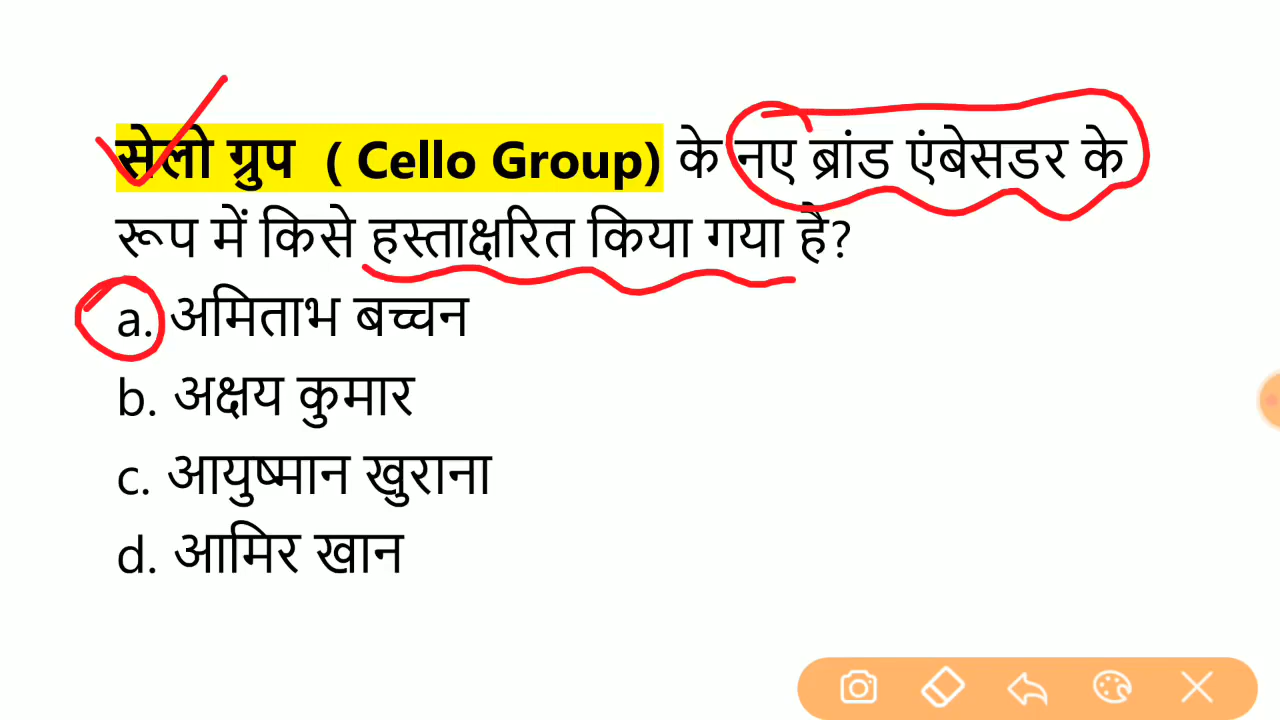 सेलो ग्रुप ( Cello Group) के नए ब्रांड एंबेसडर के
रूप में किसे हस्ताक्षरित किया गया है?
a. अमिताभ बच्चन
b. अक्षय कुमार
c. आयुष्मान खुराना
d. आमिर खान